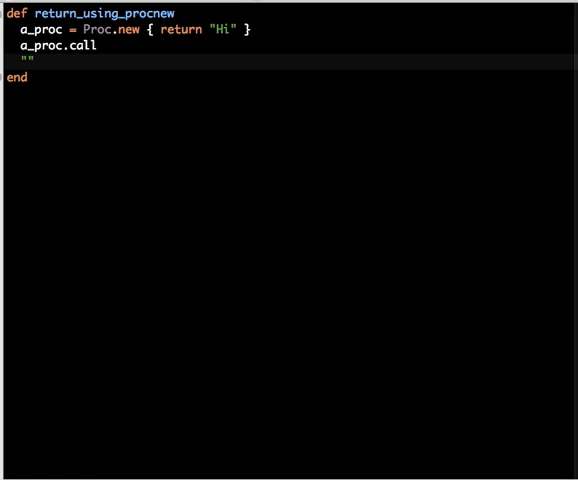 def return_using_procnew
  a_proc = Proc.new { return "Hi" }
  a_proc.call
  ""
end